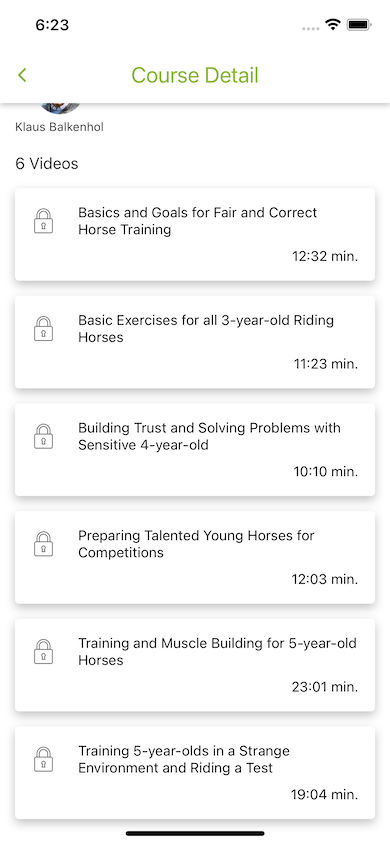 6:23
Course Detail
Klaus Balkenhol
6 Videos
Basics and Goals for Fair and Correct
Horse Training
12:32 min.
Basic Exercises for all 3-year-old Riding
Horses
11:23 min.
Building Trust and Solving Problems with
Sensitive 4-year-old
10:10 min.
Preparing Talented Young Horses for
Competitions
12:03 min.
Training and Muscle Building for 5-year-old
Horses
23:01 min.
Training 5-year-olds in a Strange
Environment and Riding a Test
19:04 min.